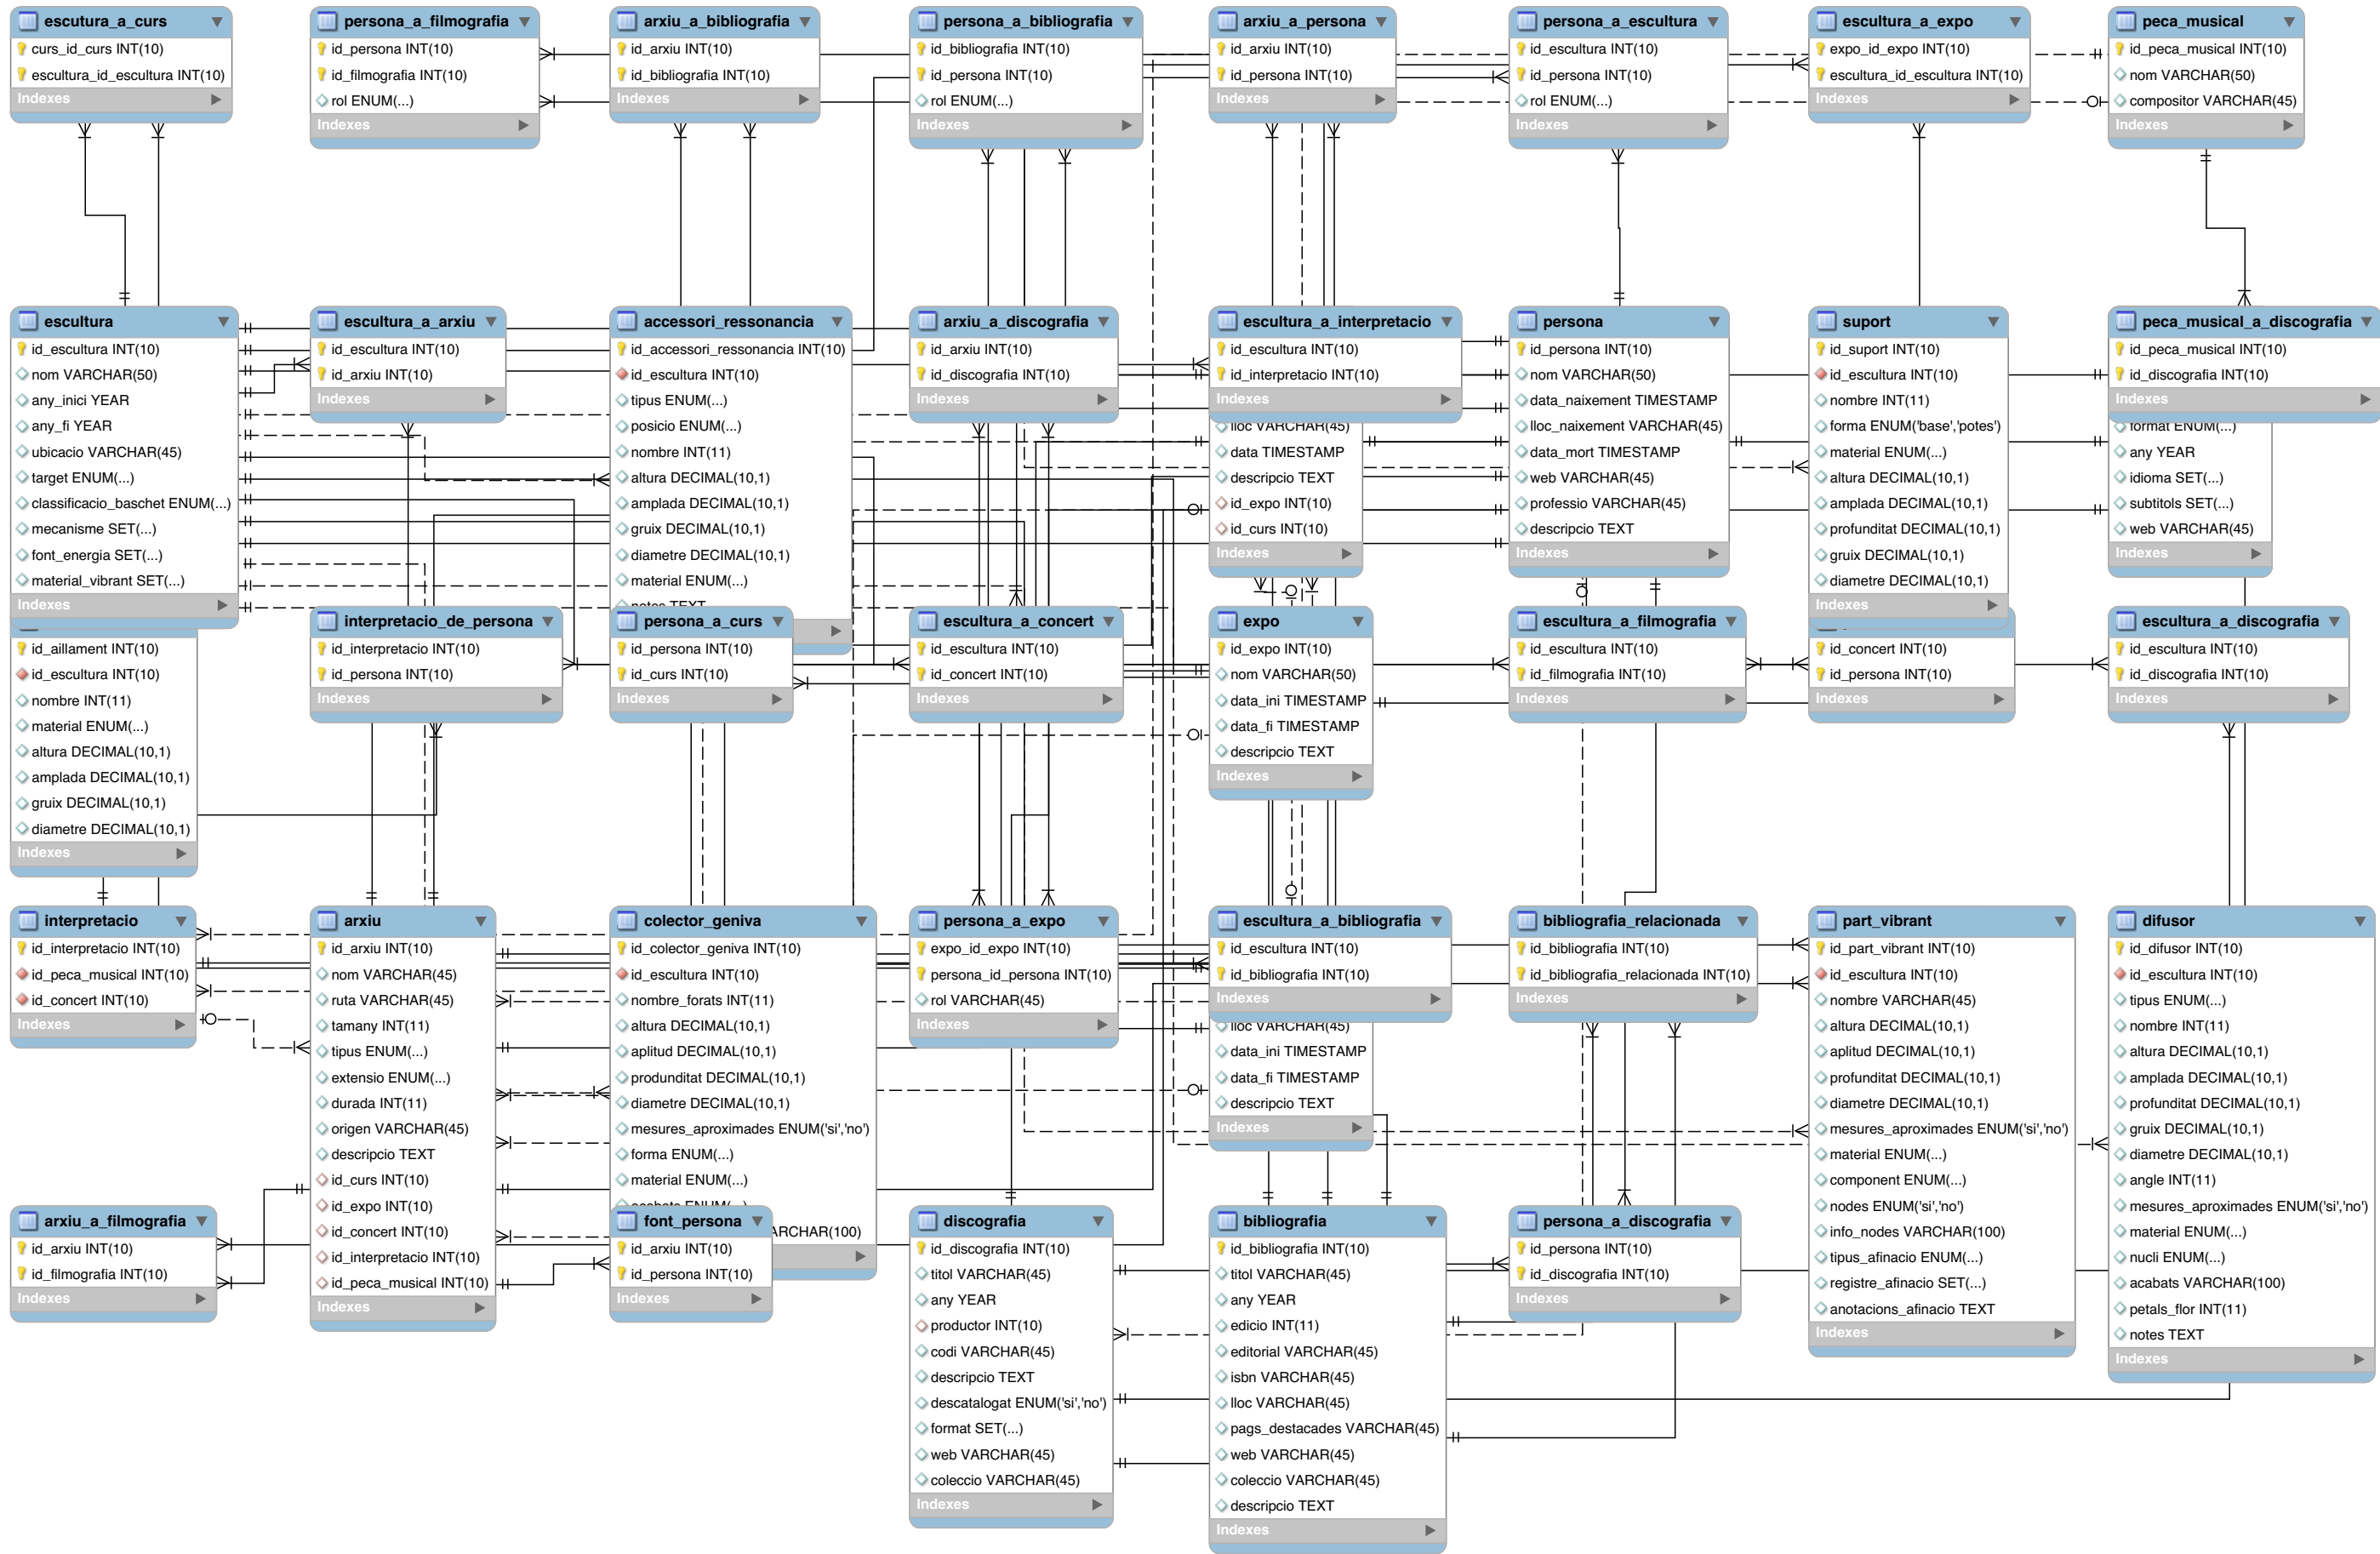 escutura_a_curs
curs_id_curs INT(10)
escultura_id_escultura INT(10)
Indexes
persona_a_filmografia
id_persona INT(10)
id_filmografia INT(10)
rol ENUM(...)
Indexes
arxiu_a_bibliografia
id_arxiu INT(10)
id_bibliografia INT(10)
Indexes
persona_a_bibliografia
id_bibliografia INT(10)
id_persona INT(10)
rol ENUM(...)
Indexes
arxiu_a_persona
id_arxiu INT(10)
id_persona INT(10)
Indexes
persona_a_escultura
id_escultura INT(10)
id_persona INT(10)
rol ENUM(...)
Indexes
escultura_a_expo
expo_id_expo INT(10)
escultura_id_escultura INT(10)
Indexes
peca_musical
id_peca_musical INT(10)
nom VARCHAR(50)
compositor VARCHAR(45)
Indexes
escultura
id_escultura INT(10)
nom VARCHAR(50)
any_inici YEAR
any_fi YEAR
ubicacio VARCHAR(45)
target ENUM(...)
classificacio_baschet ENUM(...)
mecanisme SET(...)
font_energia SET(...)
material_vibrant SET(...)
Indexes
escultura_a_arxiu
id_escultura INT(10)
id_arxiu INT(10)
Indexes
accessori_ressonancia
id_accessori_ressonancia INT(10)
id_escultura INT(10)
tipus ENUM(...)
posicio ENUM(...)
nombre INT(11)
altura DECIMAL(10,1)
amplada DECIMAL(10,1)
gruix DECIMAL(10,1)
diametre DECIMAL(10,1)
material ENUM(...)
notes TEXT
arxiu_a_discografia
id_arxiu INT(10)
id_discografia INT(10)
Indexes
escultura_a_interpretacio
id_escultura INT(10)
id_interpretacio INT(10)
Indexes
lloc VARCHAR(45)
data TIMESTAMP
descripcio TEXT
id_expo INT(10)
id_curs INT(10)
Indexes
persona
id_persona INT(10)
nom VARCHAR(50)
data_naixement TIMESTAMP
lloc_naixement VARCHAR(45)
data_mort TIMESTAMP
web VARCHAR(45)
professio VARCHAR(45)
descripcio TEXT
Indexes
suport
id_suport INT(10)
id_escultura INT(10)
nombre INT(11)
forma ENUM('base','potes')
material ENUM(...)
altura DECIMAL(10,1)
amplada DECIMAL(10,1)
profunditat DECIMAL(10,1)
gruix DECIMAL(10,1)
diametre DECIMAL(10,1)
Indexes
peca_musical_a_discografia
id_peca_musical INT(10)
id_discografia INT(10)
Indexes
format ENUM(...)
any YEAR
idioma SET(...)
subtitols SET(...)
web VARCHAR(45)
Indexes
id_aillament INT(10)
id_escultura INT(10)
nombre INT(11)
material ENUM(...)
altura DECIMAL(10,1)
amplada DECIMAL(10,1)
gruix DECIMAL(10,1)
diametre DECIMAL(10,1)
Indexes
interpretacio_de_persona
id_interpretacio INT(10)
id_persona INT(10)
Indexes
persona_a_curs
id_persona INT(10)
id_curs INT(10)
Indexes
escultura_a_concert
id_escultura INT(10)
id_concert INT(10)
Indexes
expo
id_expo INT(10)
nom VARCHAR(50)
data_ini TIMESTAMP
data_fi TIMESTAMP
descripcio TEXT
Indexes
escultura_a_filmografia
id_escultura INT(10)
id_filmografia INT(10)
Indexes
id_concert INT(10)
id_persona INT(10)
Indexes
escultura_a_discografia
id_escultura INT(10)
id_discografia INT(10)
Indexes
interpretacio
id_interpretacio INT(10)
id_peca_musical INT(10)
id_concert INT(10)
Indexes
arxiu
id_arxiu INT(10)
nom VARCHAR(45)
ruta VARCHAR(45)
tamany INT(11)
tipus ENUM(...)
extensio ENUM(...)
durada INT(11)
origen VARCHAR(45)
descripcio TEXT
id_curs INT(10)
id_expo INT(10)
id_concert INT(10)
id_interpretacio INT(10)
id_peca_musical INT(10)
Indexes
colector_geniva
id_colector_geniva INT(10)
id_escultura INT(10)
nombre_forats INT(11)
altura DECIMAL(10,1)
aplitud DECIMAL(10,1)
produnditat DECIMAL(10,1)
diametre DECIMAL(10,1)
mesures_aproximades ENUM('si','no')
forma ENUM(...)
material ENUM(...)
acabats ENUM(...)
ARCHAR(100)
persona_a_expo
expo_id_expo INT(10)
persona_id_persona INT(10)
rol VARCHAR(45)
Indexes
escultura_a_bibliografia
id_escultura INT(10)
id_bibliografia INT(10)
Indexes
lloc VARCHAR(45)
data_ini TIMESTAMP
data_fi TIMESTAMP
descripcio TEXT
Indexes
bibliografia_relacionada
id_bibliografia INT(10)
id_bibliografia_relacionada INT(10)
Indexes
part_vibrant
id_part_vibrant INT(10)
id_escultura INT(10)
nombre VARCHAR(45)
altura DECIMAL(10,1)
aplitud DECIMAL(10,1)
profunditat DECIMAL(10,1)
diametre DECIMAL(10,1)
mesures_aproximades ENUM('si','no')
material ENUM(...)
component ENUM(...)
nodes ENUM('si','no')
info_nodes VARCHAR(100)
tipus_afinacio ENUM(...)
registre_afinacio SET(...)
anotacions_afinacio TEXT
Indexes
difusor
id_difusor INT(10)
id_escultura INT(10)
tipus ENUM(...)
nombre INT(11)
altura DECIMAL(10,1)
amplada DECIMAL(10,1)
profunditat DECIMAL(10,1)
gruix DECIMAL(10,1)
diametre DECIMAL(10,1)
angle INT(11)
mesures_aproximades ENUM('si','no')
material ENUM(...)
nucli ENUM(...)
acabats VARCHAR(100)
petals_flor INT(11)
notes TEXT
Indexes
arxiu_a_filmografia
id_arxiu INT(10)
id_filmografia INT(10)
Indexes
font_persona
id_arxiu INT(10)
id_persona INT(10)
Indexes
discografia
id_discografia INT(10)
titol VARCHAR(45)
any YEAR
productor INT(10)
codi VARCHAR(45)
descripcio TEXT
descatalogat ENUM('si','no')
format SET(...)
web VARCHAR(45)
coleccio VARCHAR(45)
Indexes
bibliografia
id_bibliografia INT(10)
titol VARCHAR(45)
any YEAR
edicio INT(11)
editorial VARCHAR(45)
isbn VARCHAR(45)
lloc VARCHAR(45)
pags_destacades VARCHAR(45)
web VARCHAR(45)
coleccio VARCHAR(45)
descripcio TEXT
Indexes
persona_a_discografia
id_persona INT(10)
id_discografia INT(10)
Indexes